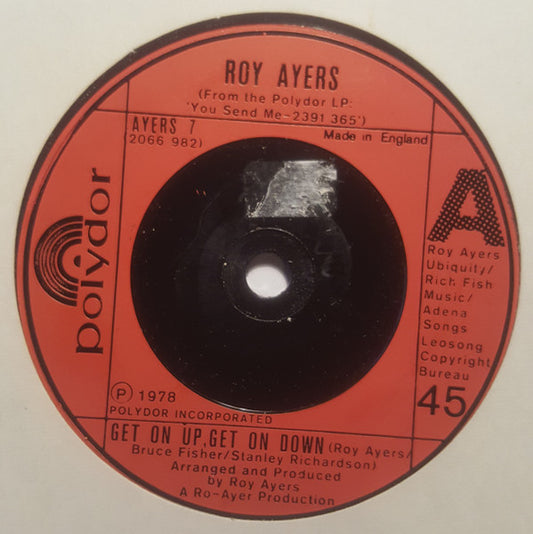 ROY AYERS
(From the Polydor LP:
'You Send Me-2391 365')
AYERS 7
2066 982)
Made in England
A
polydor
Roy Ayers
Ubiquity/
Rich Fish
Music/
Adena
Songs
Leosong
Copyright
Bureau
45
Ⓟ 1978
POLYDOR INCORPORATED
GET ON UP, GET ON DOWN (Roy Ayers/
Bruce Fisher/Stanley Richardson)
Arranged and Produced
by Roy Ayers
A Ro-Ayer Production